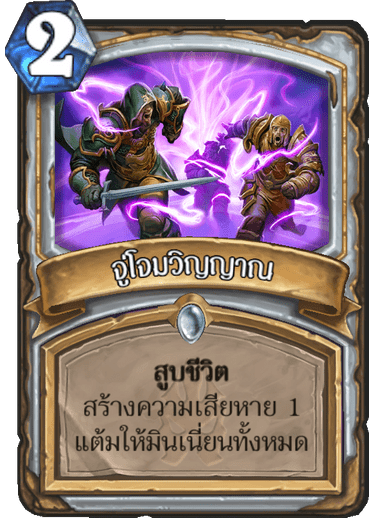 2
จู่โจมวิญญาณ
สูบชีวิต
สร้างความเสียหาย 1
แต้มให้มินเนี่ยนทั้งหมด